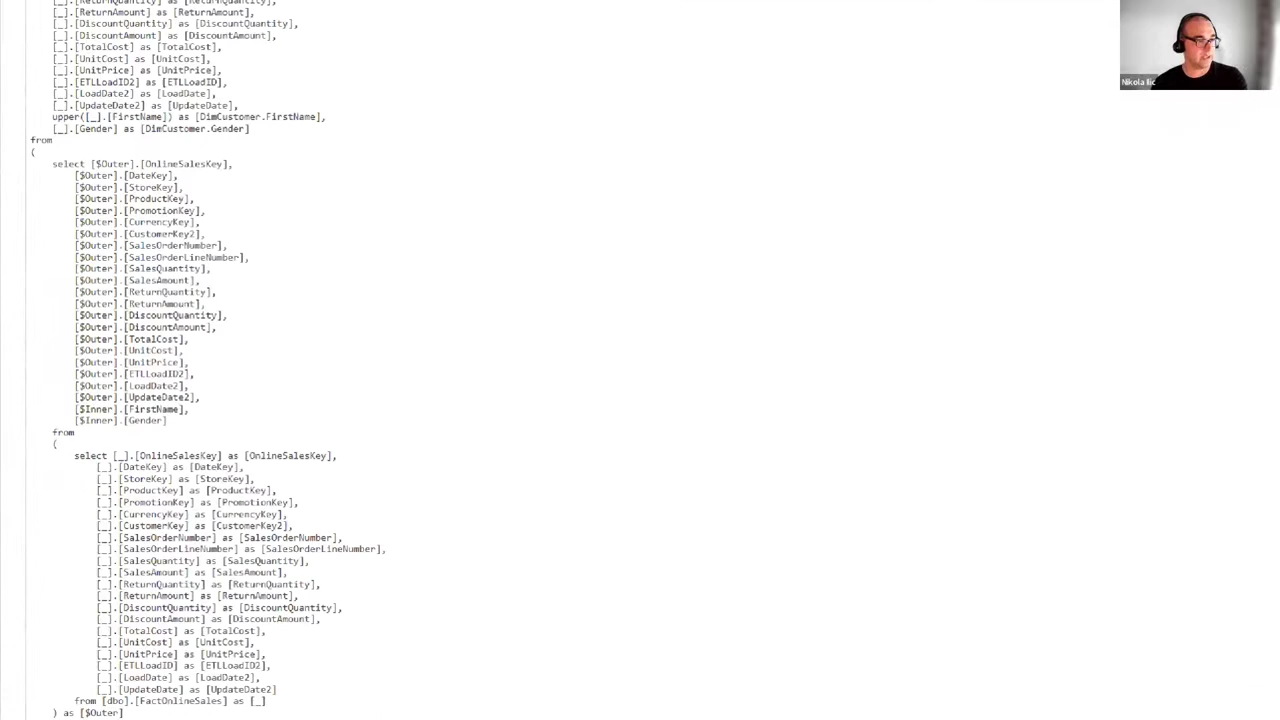 [_].[ReturnQuantity] as [ReturnQuantity],
[_].[ReturnAmount] as [ReturnAmount],
[_].[DiscountQuantity] as [DiscountQuantity],
[_].[DiscountAmount] as [DiscountAmount],
[_].[TotalCost] as [TotalCost],
[_].[UnitCost] as [UnitCost],
[_].[UnitPrice] as [UnitPrice],
[_].[ETLLoadID2] as [ETLLoadID],
[_].[LoadDate2] as [LoadDate],
[_].[UpdateDate2] as [UpdateDate],
upper([_].[FirstName]) as [DimCustomer.FirstName],
[_].[Gender] as [DimCustomer.Gender]
from
(
select [$Outer].[OnlineSalesKey],
[$Outer].[DateKey],
[$Outer].[StoreKey],
[$Outer].[ProductKey],
[$Outer].[PromotionKey],
[$Outer].[CurrencyKey],
[$Outer].[CustomerKey2],
[$Outer].[SalesOrderNumber],
[$Outer].[SalesOrderLineNumber],
[$Outer].[SalesQuantity],
[$Outer].[SalesAmount],
[$Outer].[ReturnQuantity],
[$Outer].[ReturnAmount],
[$Outer].[DiscountQuantity],
[$Outer].[DiscountAmount],
[$Outer].[TotalCost],
[$Outer].[UnitCost],
[$Outer].[UnitPrice],
[$Outer].[ETLLoadID2],
[$Outer].[LoadDate2],
[$Outer].[UpdateDate2],
[$Inner].[FirstName],
[$Inner].[Gender]
from
(
select [_].[OnlineSalesKey] as [OnlineSalesKey],
[_].[DateKey] as [DateKey],
[_].[StoreKey] as [StoreKey],
[_].[ProductKey] as [ProductKey],
[_].[PromotionKey] as [PromotionKey],
[_].[CurrencyKey] as [CurrencyKey],
[_].[CustomerKey] as [CustomerKey2],
[_].[SalesOrderNumber] as [SalesOrderNumber],
[_].[SalesOrderLineNumber] as [SalesOrderLineNumber],
[_].[SalesQuantity] as [SalesQuantity],
[_].[SalesAmount] as [SalesAmount],
[_].[ReturnQuantity] as [ReturnQuantity],
[_].[ReturnAmount] as [ReturnAmount],
[_].[DiscountQuantity] as [DiscountQuantity],
[_].[DiscountAmount] as [DiscountAmount],
[_].[TotalCost] as [TotalCost],
[_].[UnitCost] as [UnitCost],
[_].[UnitPrice] as [UnitPrice],
[_].[ETLLoadID] as [ETLLoadID2],
[_].[LoadDate] as [LoadDate2],
[_].[UpdateDate] as [UpdateDate2]
from [dbo].[FactOnlineSales] as [_]
) as [$Outer]
Nikola Ilic